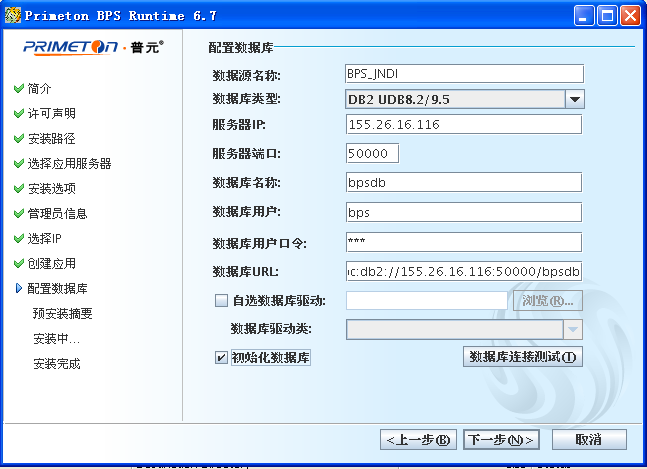 Primeton BPS Runtime 6.7
PRIMETON·普元
简介
许可声明
安装路径
选择应用服务器
安装选项
管理员信息
选择IP
创建应用
配置数据库
预安装摘要
安装中...
安装完成
配置数据库
数据源名称: BPS_JNDI
数据库类型: DB2 UDB8.2/9.5
服务器IP: 155.26.16.116
服务器端口: 50000
数据库名称: bpsdb
数据库用户: bps
数据库用户口令: ***
数据库URL: c:db2://155.26.16.116:50000/bpsdb
自选数据库驱动: 浏览(R)...
数据库驱动类:
初始化数据库 数据库连接测试(T)
<上一步(B) 下一步(N)> 取消